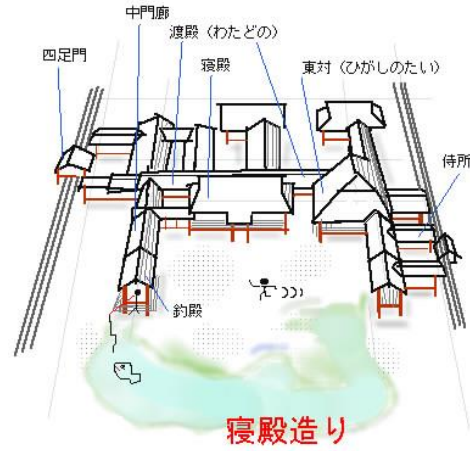 中門廊
渡殿（わたどの）
四足門
寝殿
東対（ひがしのたい）
侍所
釣殿
寝殿造り